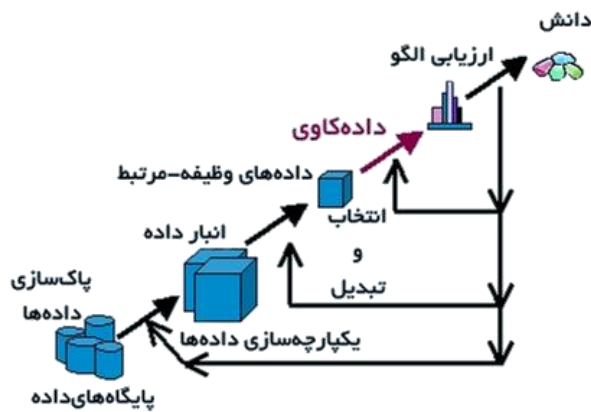 دانش
ارزیابی الگو
داده‌کاوی
داده‌های وظیفه-مرتبط
انتخاب
و
تبدیل
انبار داده
پاک‌سازی
داده‌ها
یکپارچه‌سازی داده‌ها
پایگاه‌های‌داده